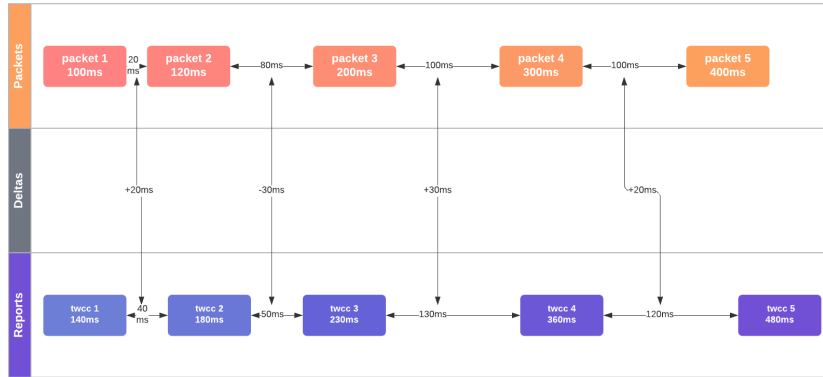 Packets
packet 1
100ms
20
ms
packet 2
120ms
80ms
packet 3
200ms
100ms
packet 4
300ms
100ms
packet 5
400ms
Deltas
+20ms
-30ms
+30ms
+20ms
Reports
twcc 1
140ms
40
ms
twcc 2
180ms
50ms
twcc 3
230ms
130ms
twcc 4
360ms
120ms
twcc 5
480ms